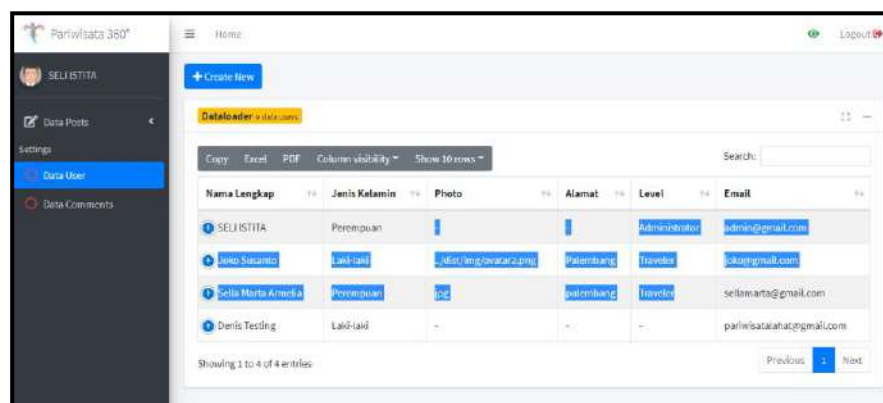 Pariwisata 360°
Home
Logout
SELI ISTITA
+ Create New
Data Posts
Dataloader » data users
Settings
Copy Excel PDF Column visibility Show 10 rows
Search:
Data User
Data Comments
Nama Lengkap Jenis Kelamin Photo Alamat Level Email
SELI ISTITA Perempuan - - Administrator admin@gmail.com
Joko Susanto Laki-laki ../dist/img/avatar2.png Palembang Traveler joko@gmail.com
Sella Marta Armelia Perempuan jpg palembang Traveler sellamarta@gmail.com
Denis Testing Laki-laki - - - pariwisatalahat@gmail.com
Showing 1 to 4 of 4 entries
Previous 1 Next